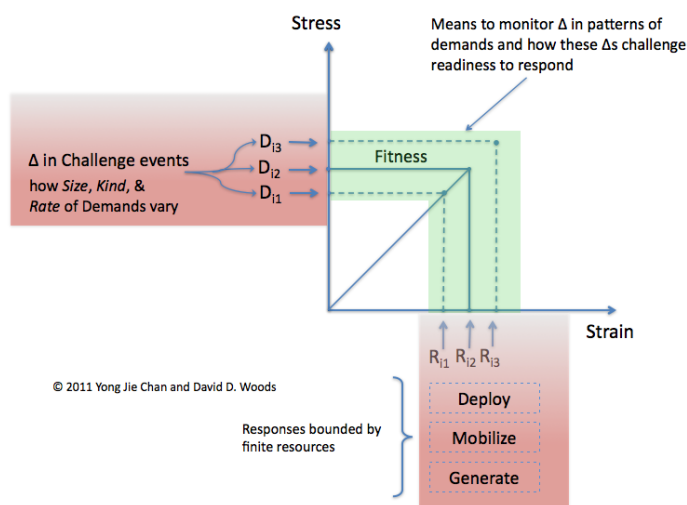 Stress
Means to monitor Δ in patterns of
demands and how these Δs challenge
readiness to respond
Δ in Challenge events
how Size, Kind, &
Rate of Demands vary
Di3
Di2
Di1
Fitness
Strain
Ri1 Ri2 Ri3
© 2011 Yong Jie Chan and David D. Woods
Responses bounded by
finite resources
Deploy
Mobilize
Generate